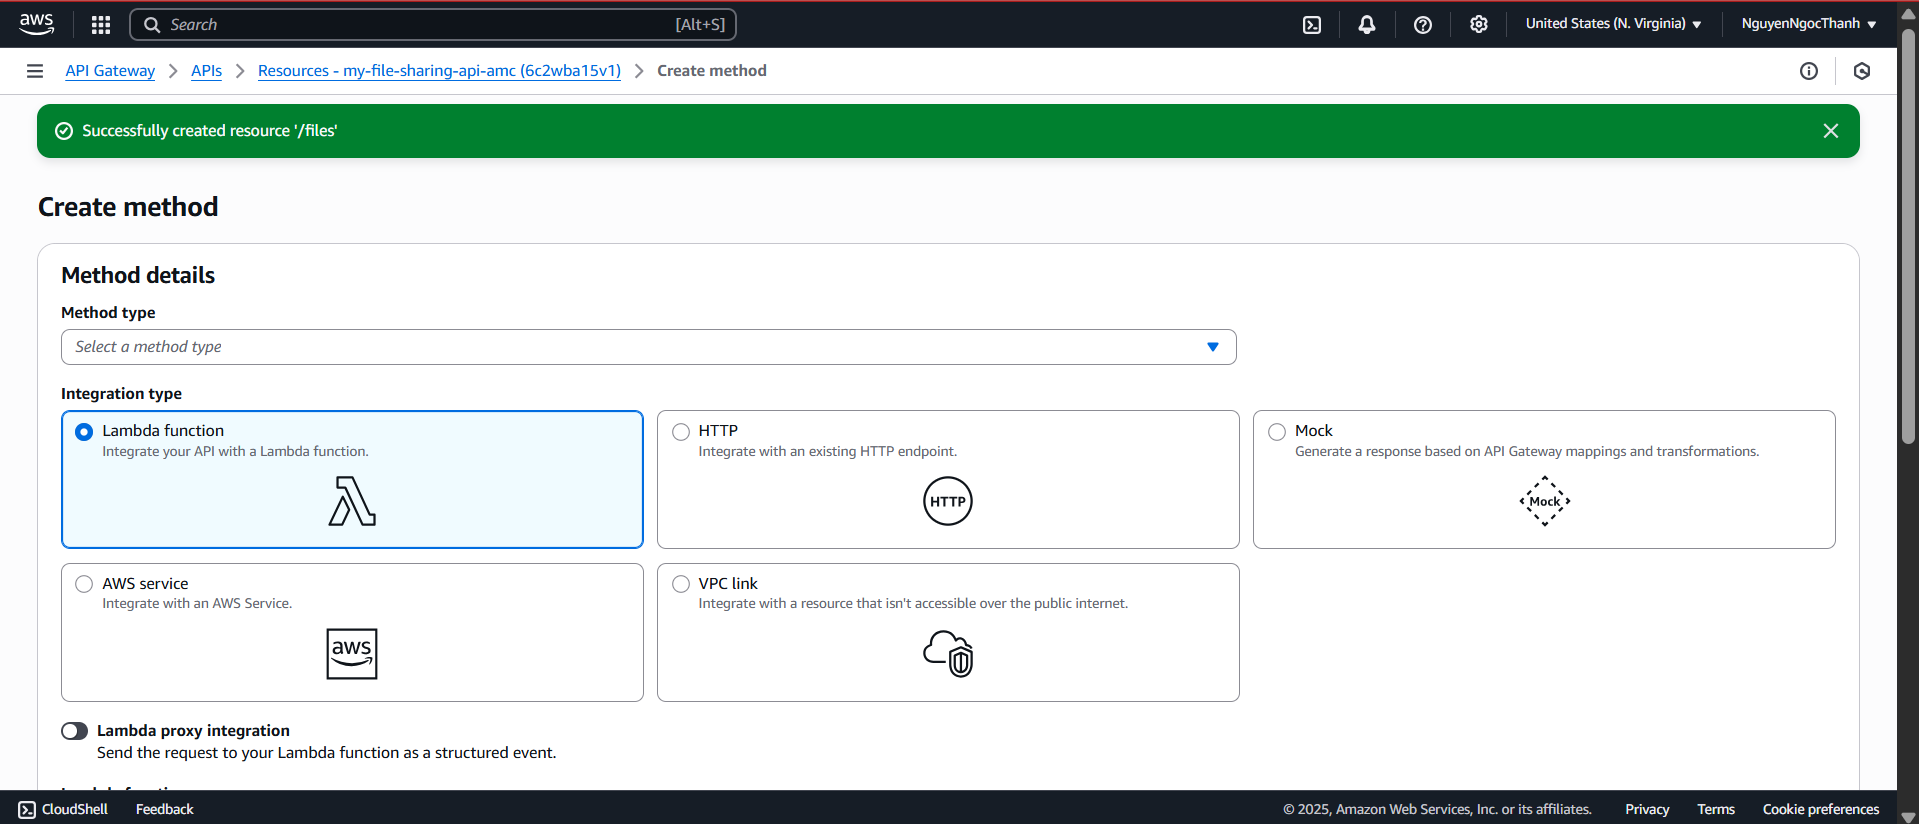 aws
Search [Alt+S] United States (N. Virginia) NguyenNgocThanh
API Gateway APIs Resources - my-file-sharing-api-amc (6c2wba15v1) Create method
Successfully created resource '/files'
Create method
Method details
Method type
Select a method type
Integration type
Lambda function
Integrate your API with a Lambda function.
HTTP
Integrate with an existing HTTP endpoint.
HTTP
Mock
Generate a response based on API Gateway mappings and transformations.
Mock
AWS service
Integrate with an AWS Service.
aws
VPC link
Integrate with a resource that isn't accessible over the public internet.
Lambda proxy integration
Send the request to your Lambda function as a structured event.
CloudShell Feedback © 2025, Amazon Web Services, Inc. or its affiliates. Privacy Terms Cookie preferences